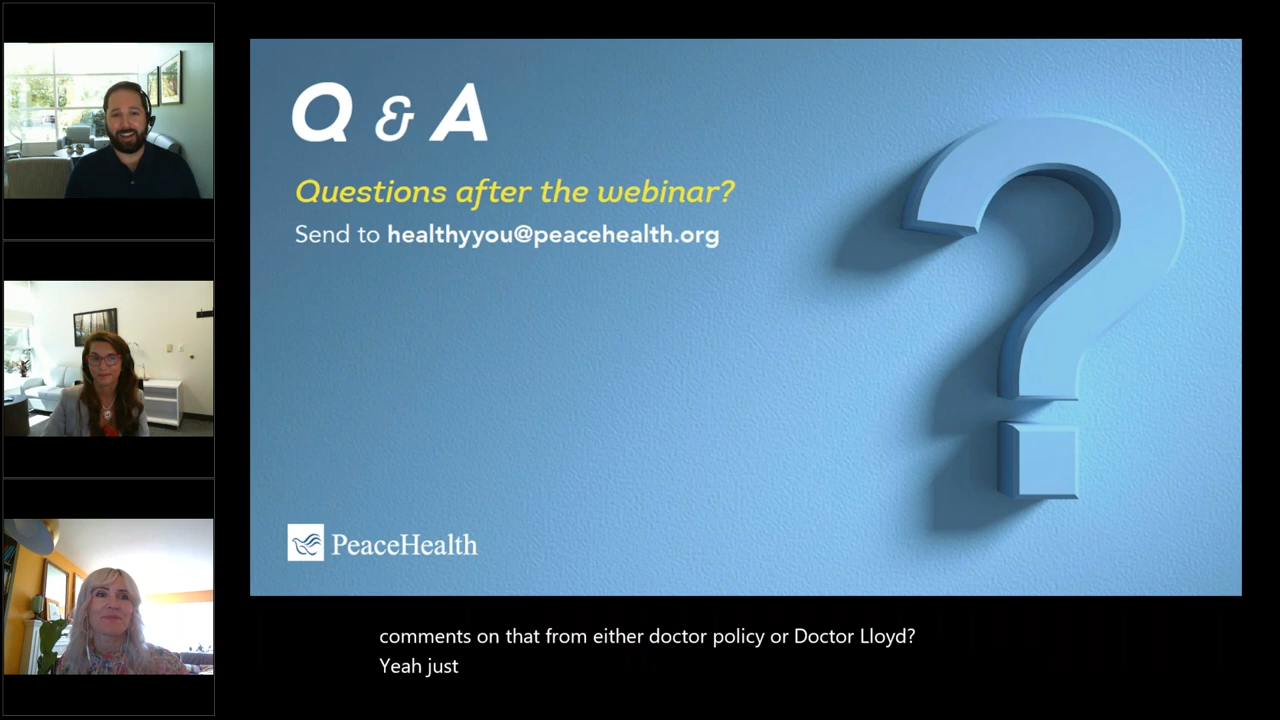 Q & A
Questions after the webinar?
Send to healthyyou@peacehealth.org
PeaceHealth
comments on that from either doctor policy or Doctor Lloyd?
Yeah just